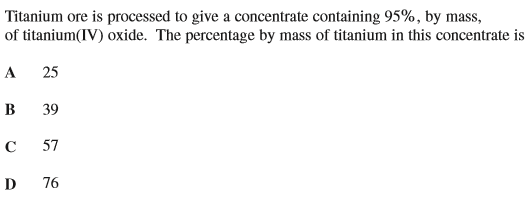 Titanium ore is processed to give a concentrate containing 95%, by mass,
of titanium(IV) oxide. The percentage by mass of titanium in this concentrate is
A 25
B 39
C 57
D 76